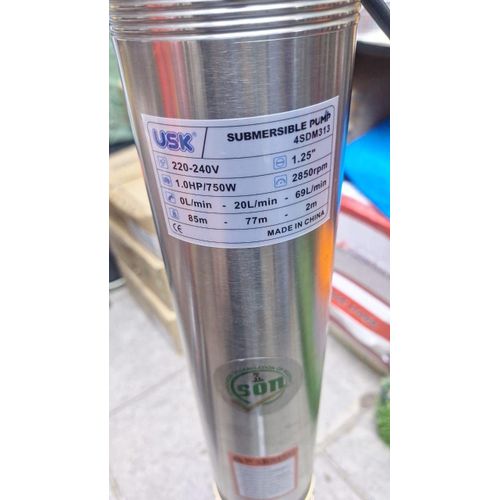 USK
SUBMERSIBLE PUMP
4SDM313
220-240V
1.25"
1.0HP/750W
2850rpm
0L/min - 20L/min - 69L/min
85m - 77m - 2m
CE MADE IN CHINA
son